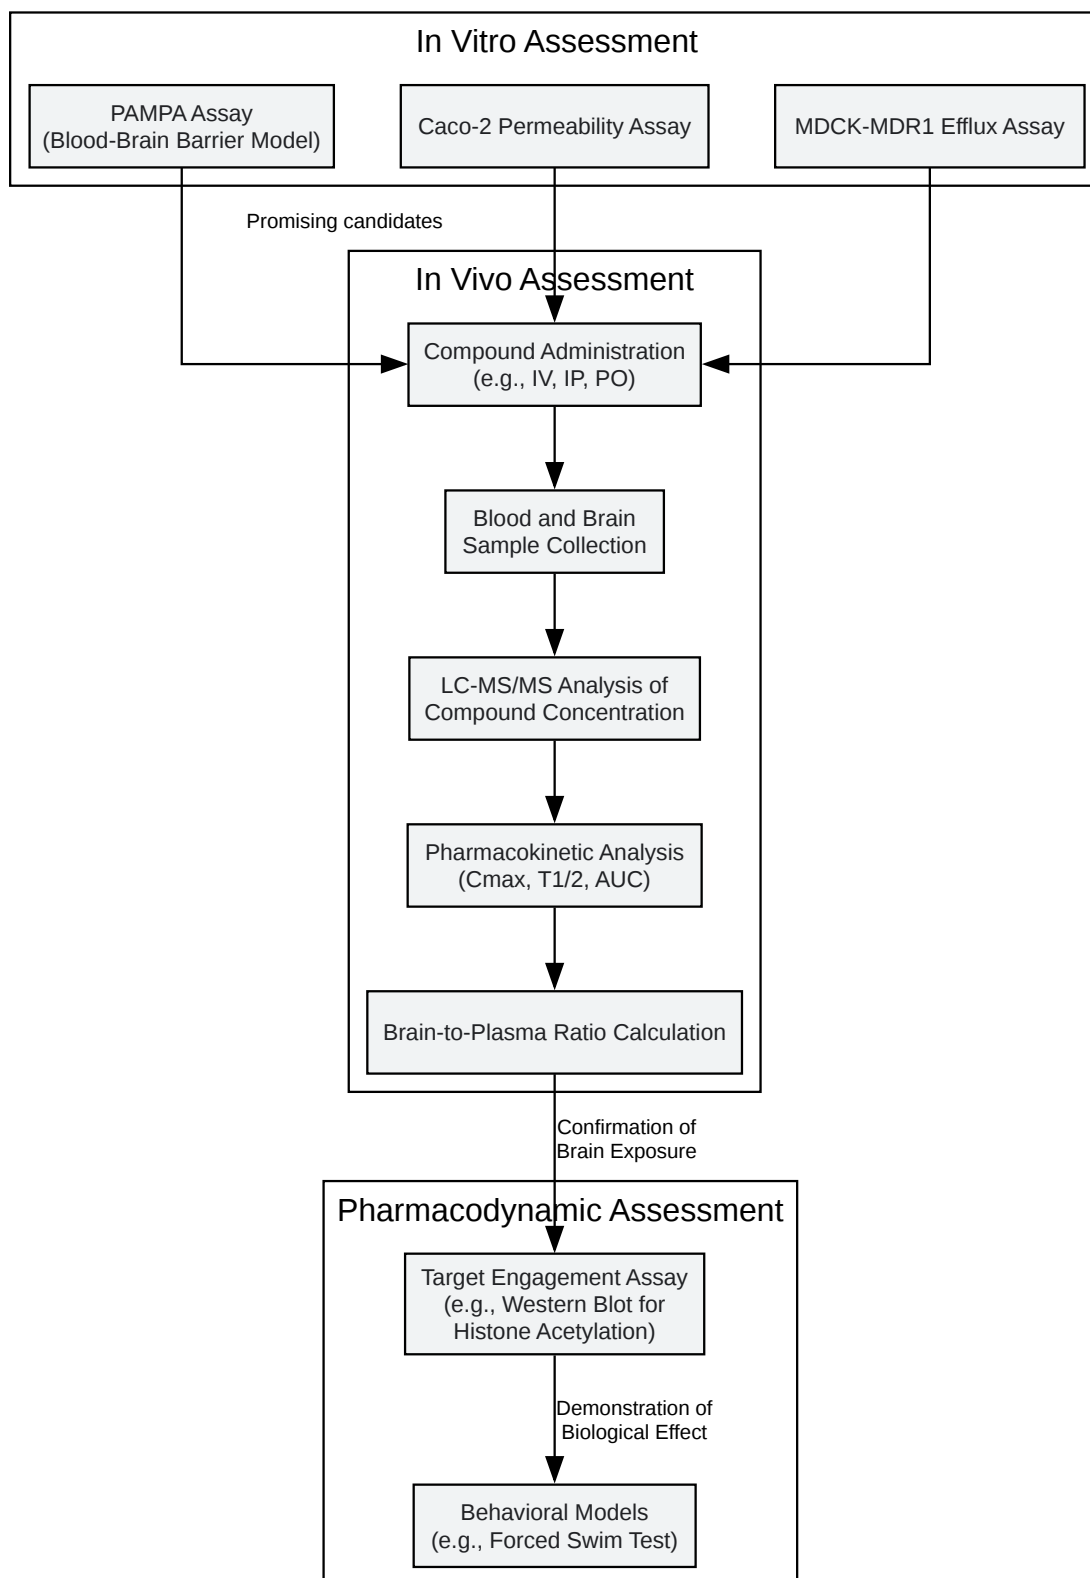 In Vitro Assessment
PAMPA Assay
(Blood-Brain Barrier Model)
Caco-2 Permeability Assay
MDCK-MDR1 Efflux Assay
Promising candidates
In Vivo Assessment
Compound Administration
(e.g., IV, IP, PO)
Blood and Brain
Sample Collection
LC-MS/MS Analysis of
Compound Concentration
Pharmacokinetic Analysis
(Cmax, T1/2, AUC)
Brain-to-Plasma Ratio Calculation
Confirmation of
Brain Exposure
Pharmacodynamic Assessment
Target Engagement Assay
(e.g., Western Blot for
Histone Acetylation)
Demonstration of
Biological Effect
Behavioral Models
(e.g., Forced Swim Test)